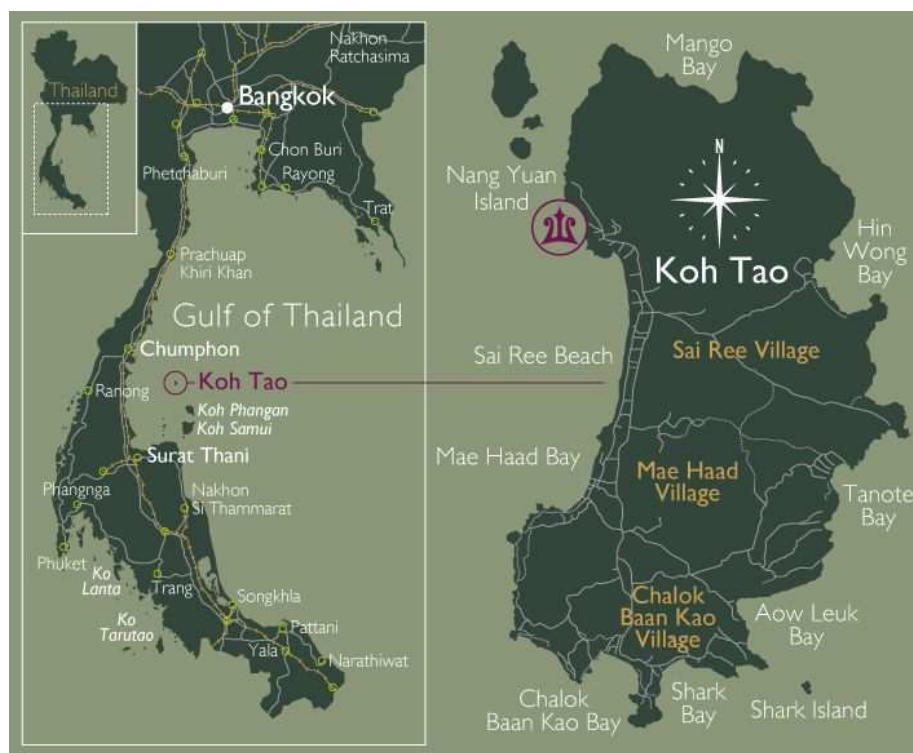 Thailand
Nakhon
Ratchasima
Bangkok
Chon Buri
Phetchaburi
Rayong
Trat
Prachuap
Khiri Khan
Gulf of Thailand
Chumphon
Koh Tao
Ranong
Koh Phangan
Koh Samui
Surat Thani
Phangnga
Nakhon
Si Thammarat
Phuket
Ko
Lanta
Trang
Ko
Tarutao
Songkhla
Pattani
Yala
Narathiwat
Mango
Bay
N
Nang Yuan
Island
Koh Tao
Hin
Wong
Bay
Sai Ree Beach
Sai Ree Village
Mae Haad Bay
Mae Haad
Village
Tanote
Bay
Chalok
Baan Kao
Village
Aow Leuk
Bay
Chalok
Baan Kao Bay
Shark
Bay
Shark Island